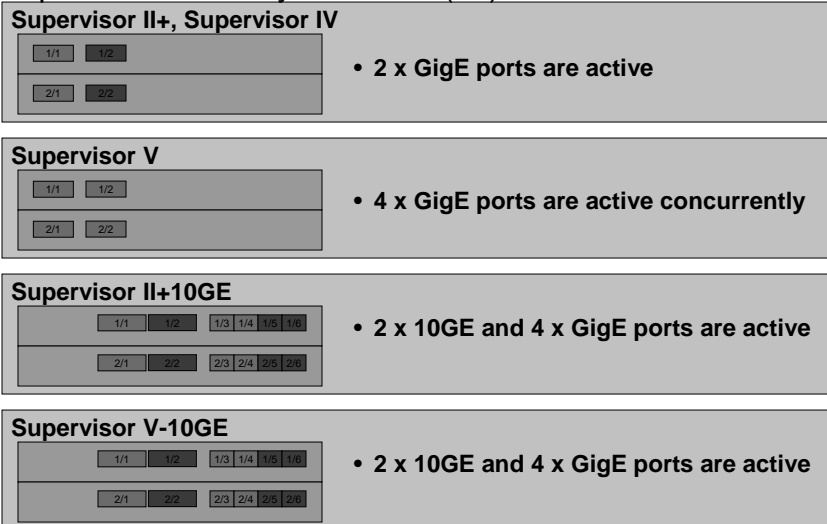 Supervisor II+, Supervisor IV
1/1 1/2
2/1 2/2
• 2 x GigE ports are active
Supervisor V
1/1 1/2
2/1 2/2
• 4 x GigE ports are active concurrently
Supervisor II+10GE
1/1 1/2 1/3 1/4 1/5 1/6
2/1 2/2 2/3 2/4 2/5 2/6
• 2 x 10GE and 4 x GigE ports are active
Supervisor V-10GE
1/1 1/2 1/3 1/4 1/5 1/6
2/1 2/2 2/3 2/4 2/5 2/6
• 2 x 10GE and 4 x GigE ports are active